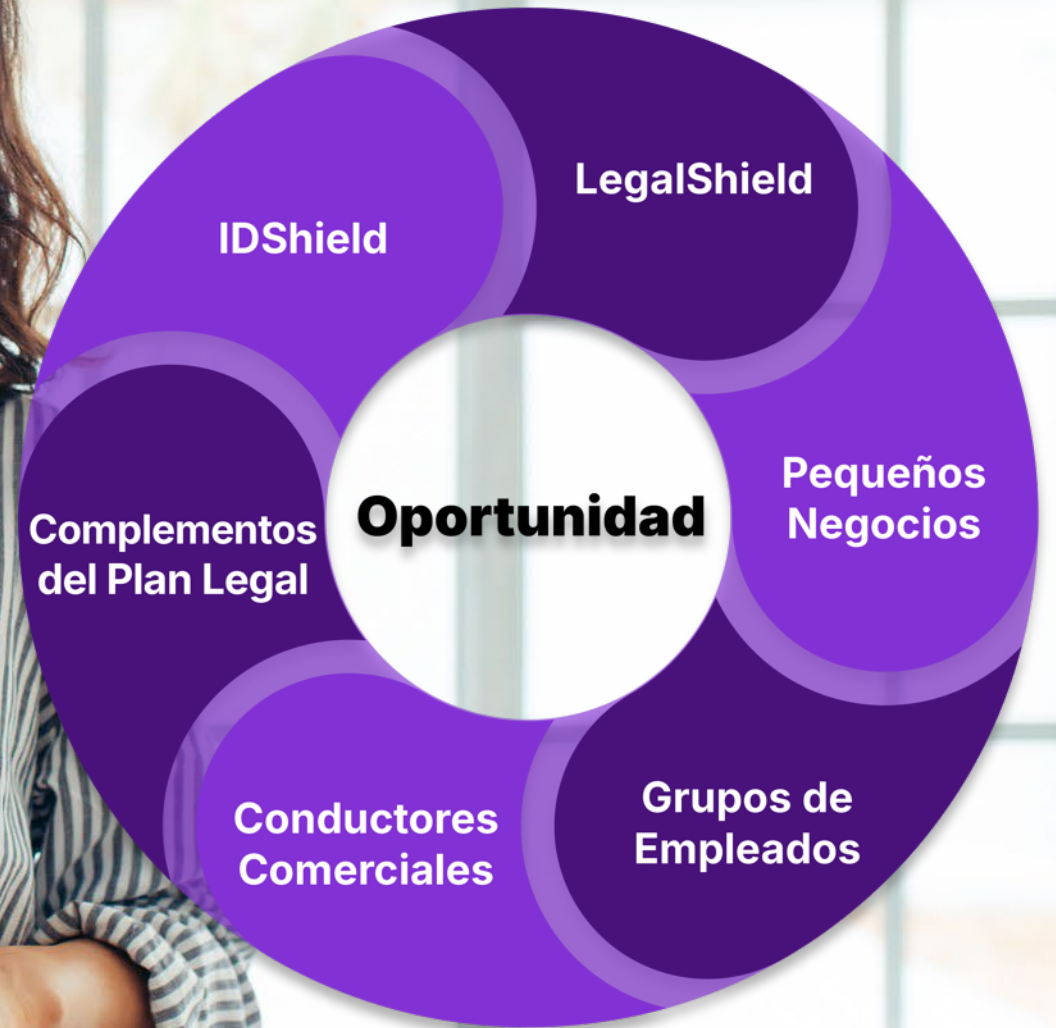 LegalShield
IDShield
Pequeños
Negocios
Oportunidad
Complementos
del Plan Legal
Grupos de
Empleados
Conductores
Comerciales